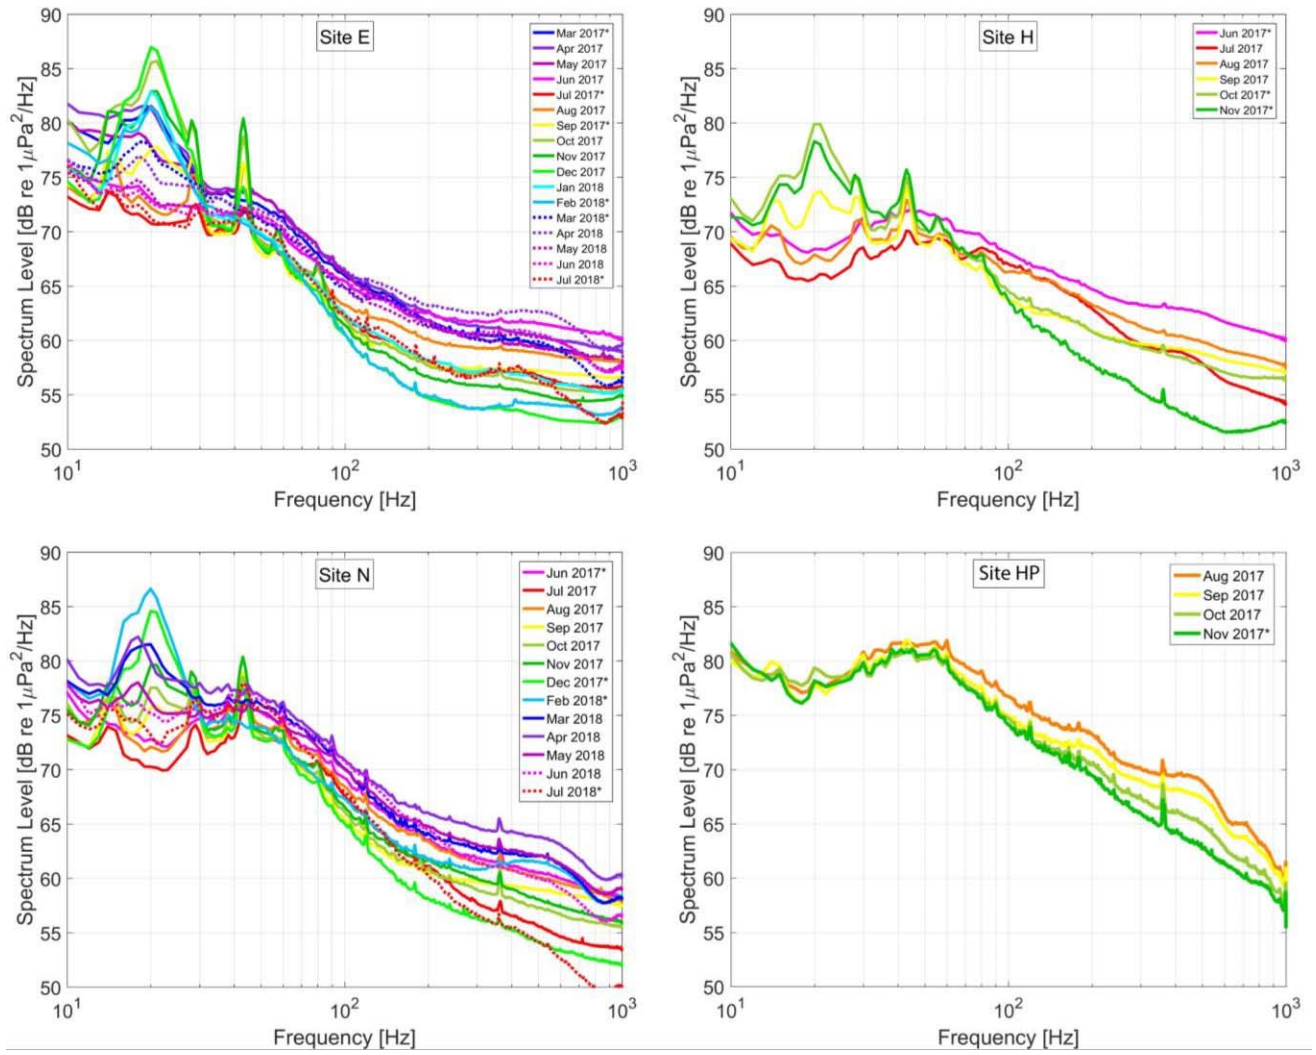 Site E
Mar 2017*
Apr 2017
May 2017
Jun 2017
Jul 2017*
Aug 2017
Sep 2017*
Oct 2017
Nov 2017
Dec 2017
Jan 2018
Feb 2018*
Mar 2018*
Apr 2018
May 2018
Jun 2018
Jul 2018*
90
85
80
75
70
65
60
55
50
Spectrum Level [dB re 1 μPa²/Hz]
10¹ 10² 10³
Frequency [Hz]
Site H
Jun 2017*
Jul 2017
Aug 2017
Sep 2017
Oct 2017*
Nov 2017*
90
85
80
75
70
65
60
55
50
Spectrum Level [dB re 1 μPa²/Hz]
10¹ 10² 10³
Frequency [Hz]
Site N
Jun 2017*
Jul 2017
Aug 2017
Sep 2017
Oct 2017
Nov 2017
Dec 2017*
Feb 2018*
Mar 2018
Apr 2018
May 2018
Jun 2018
Jul 2018*
90
85
80
75
70
65
60
55
50
Spectrum Level [dB re 1 μPa²/Hz]
10¹ 10² 10³
Frequency [Hz]
Site HP
Aug 2017
Sep 2017
Oct 2017
Nov 2017*
90
85
80
75
70
65
60
55
50
Spectrum Level [dB re 1 μPa²/Hz]
10¹ 10² 10³
Frequency [Hz]